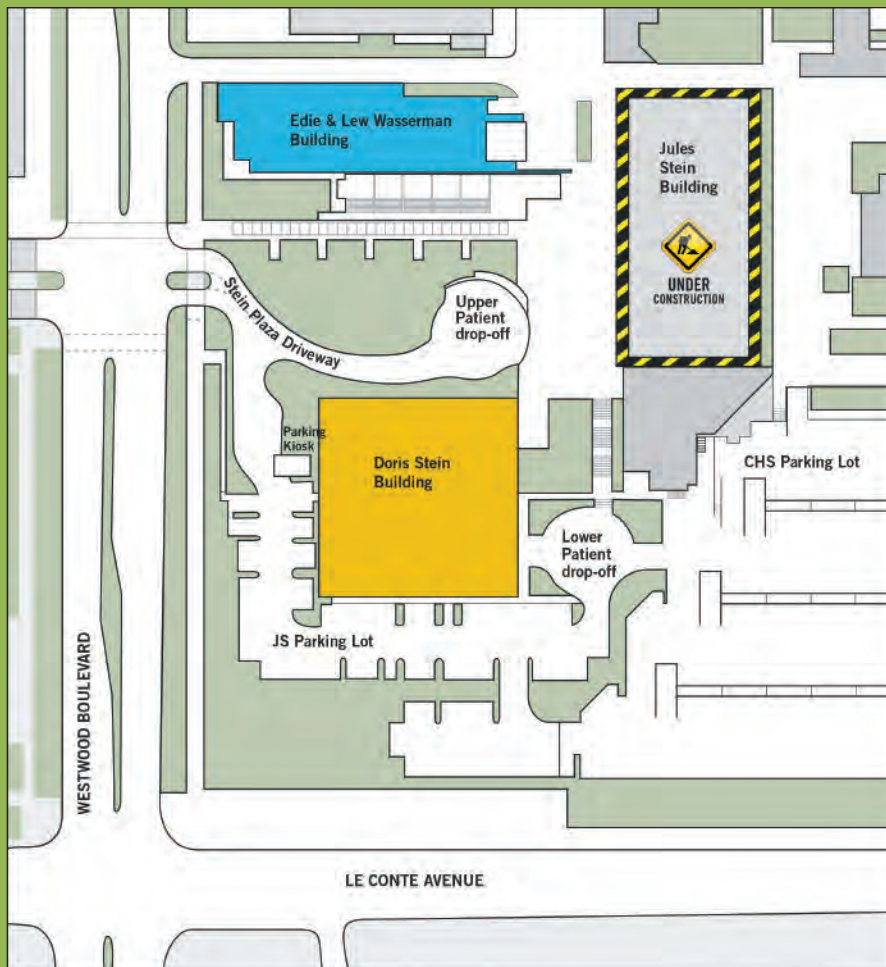 Edie & Lew Wasserman
Building
Jules
Stein
Building
UNDER
CONSTRUCTION
Stein Plaza Driveway
Upper
Patient
drop-off
Parking
Kiosk
Doris Stein
Building
CHS Parking Lot
Lower
Patient
drop-off
JS Parking Lot
WESTWOOD BOULEVARD
LE CONTE AVENUE